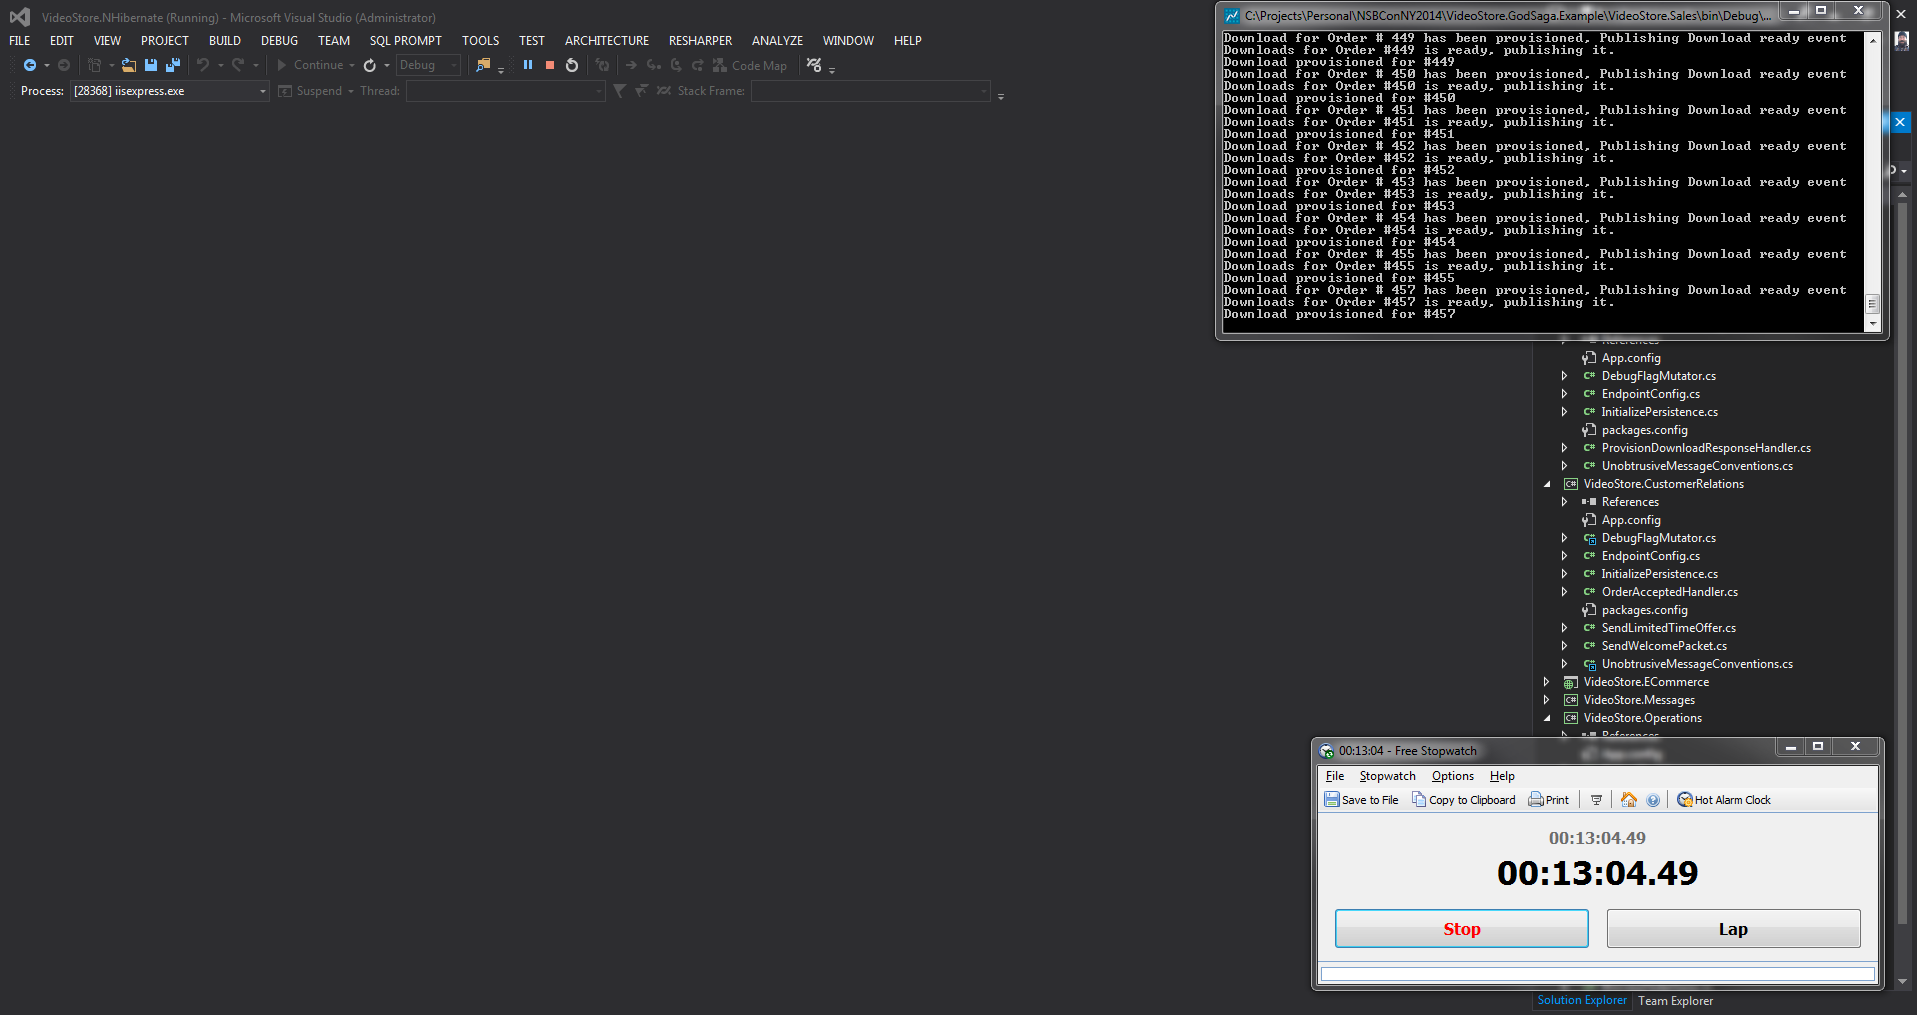 VideoStore.NHibernate (Running) - Microsoft Visual Studio (Administrator)
FILE EDIT VIEW PROJECT BUILD DEBUG TEAM SQL PROMPT TOOLS TEST ARCHITECTURE RESHARPER ANALYZE WINDOW HELP
Continue Debug Code Map
Process: [28368] iisexpress.exe Suspend Thread: Stack Frame:
C:\Projects\Personal\NSBConNY2014\VideoStore.GodSaga.Example\VideoStore.Sales\bin\Debug\...
Download for Order # 449 has been provisioned, Publishing Download ready event
Downloads for Order #449 is ready, publishing it.
Download provisioned for #449
Download for Order # 450 has been provisioned, Publishing Download ready event
Downloads for Order #450 is ready, publishing it.
Download provisioned for #450
Download for Order # 451 has been provisioned, Publishing Download ready event
Downloads for Order #451 is ready, publishing it.
Download provisioned for #451
Download for Order # 452 has been provisioned, Publishing Download ready event
Downloads for Order #452 is ready, publishing it.
Download provisioned for #452
Download for Order # 453 has been provisioned, Publishing Download ready event
Downloads for Order #453 is ready, publishing it.
Download provisioned for #453
Download for Order # 454 has been provisioned, Publishing Download ready event
Downloads for Order #454 is ready, publishing it.
Download provisioned for #454
Download for Order # 455 has been provisioned, Publishing Download ready event
Downloads for Order #455 is ready, publishing it.
Download provisioned for #455
Download for Order # 457 has been provisioned, Publishing Download ready event
Downloads for Order #457 is ready, publishing it.
Download provisioned for #457
References
App.config
DebugFlagMutator.cs
EndpointConfig.cs
InitializePersistence.cs
packages.config
ProvisionDownloadResponseHandler.cs
UnobtrusiveMessageConventions.cs
VideoStore.CustomerRelations
References
App.config
DebugFlagMutator.cs
EndpointConfig.cs
InitializePersistence.cs
OrderAcceptedHandler.cs
packages.config
SendLimitedTimeOffer.cs
SendWelcomePacket.cs
UnobtrusiveMessageConventions.cs
VideoStore.ECommerce
VideoStore.Messages
VideoStore.Operations
References
App.config
00:13:04 - Free Stopwatch
File Stopwatch Options Help
Save to File Copy to Clipboard Print Hot Alarm Clock
00:13:04.49
00:13:04.49
Stop Lap
Solution Explorer Team Explorer